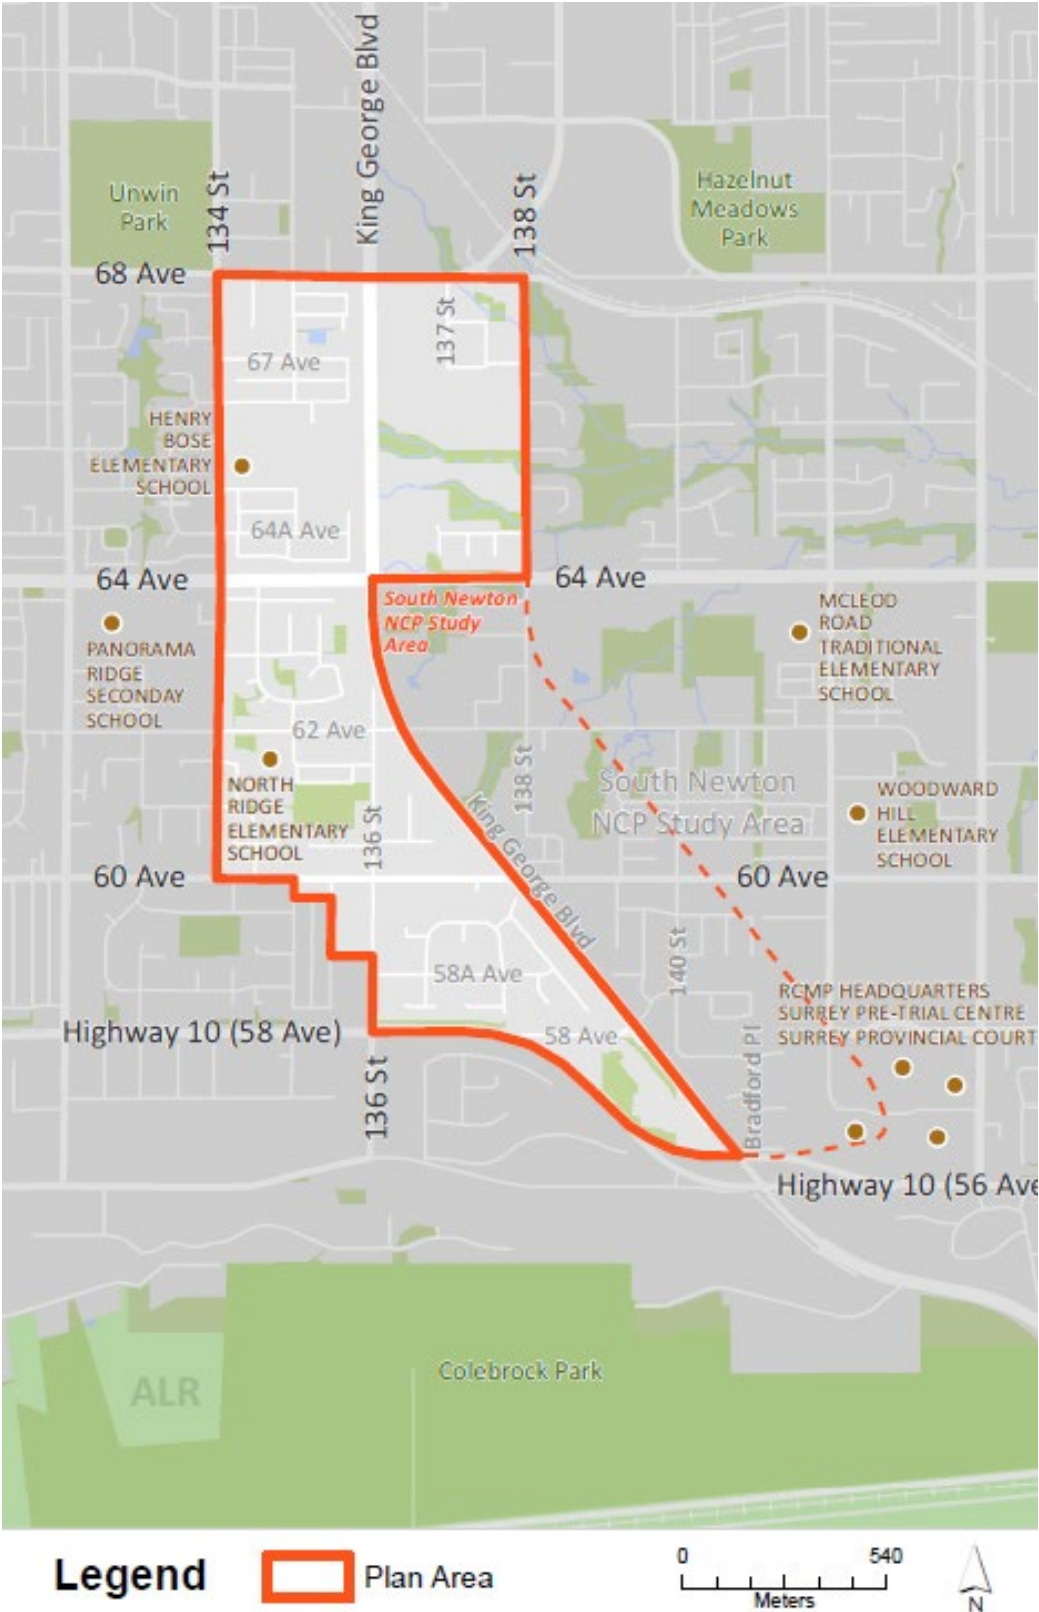 King George Blvd
134 St
138 St
Unwin
Park
Hazelnut
Meadows
Park
68 Ave
137 St
67 Ave
HENRY
BOSE
ELEMENTARY
SCHOOL
64A Ave
64 Ave
64 Ave
South Newton
NCP Study
Area
MCLEOD
ROAD
TRADITIONAL
ELEMENTARY
SCHOOL
PANORAMA
RIDGE
SECONDAY
SCHOOL
62 Ave
138 St
South Newton
NCP Study Area
NORTH
RIDGE
ELEMENTARY
SCHOOL
136 St
King George Blvd
WOODWARD
HILL
ELEMENTARY
SCHOOL
60 Ave
60 Ave
140 St
58A Ave
RCMP HEADQUARTERS
SURREY PRE-TRIAL CENTRE
SURREY PROVINCIAL COURT
Highway 10 (58 Ave)
58 Ave
Bradford Pl
136 St
Highway 10 (56 Ave
Colebrock Park
ALR
Legend
Plan Area
0 540
Meters
N